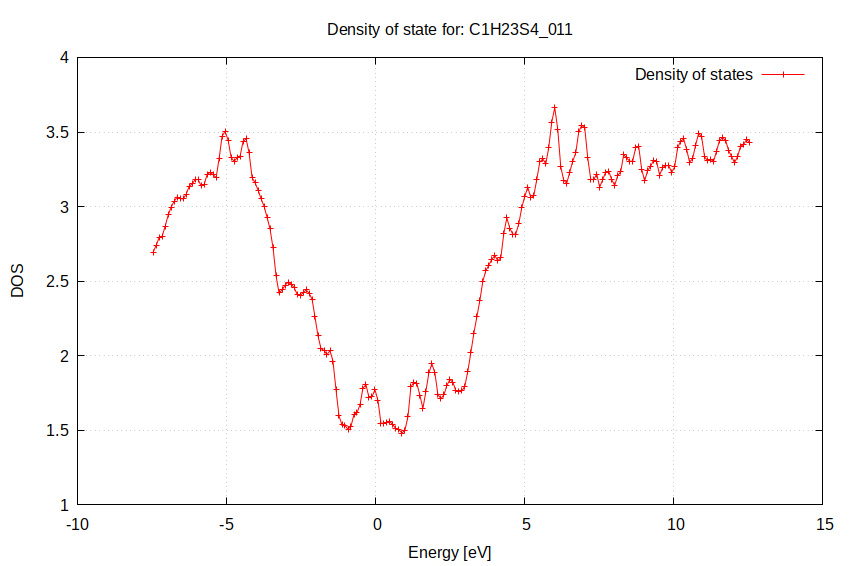 Density of state for: C1H23S4_011
Density of states
4
3.5
3
2.5
2
1.5
1
DOS
-10 -5 0 5 10 15
Energy [eV]